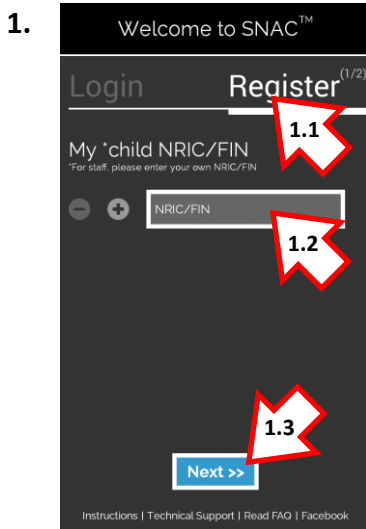 1.
Welcome to SNAC™
Login Register(1/2)
1.1
My *child NRIC/FIN
*For staff. please enter your own NRIC/FIN
NRIC/FIN
1.2
1.3
Next >>
Instructions | Technical Support | Read FAQ | Facebook